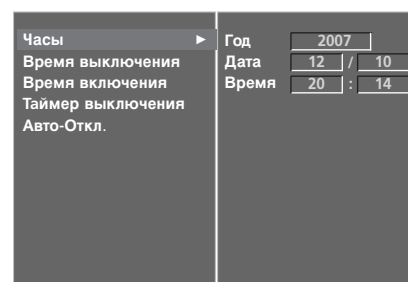 Часы ►
Время выключения
Время включения
Таймер выключения
Авто-Откл.
Год 2007
Дата 12 / 10
Время 20 : 14